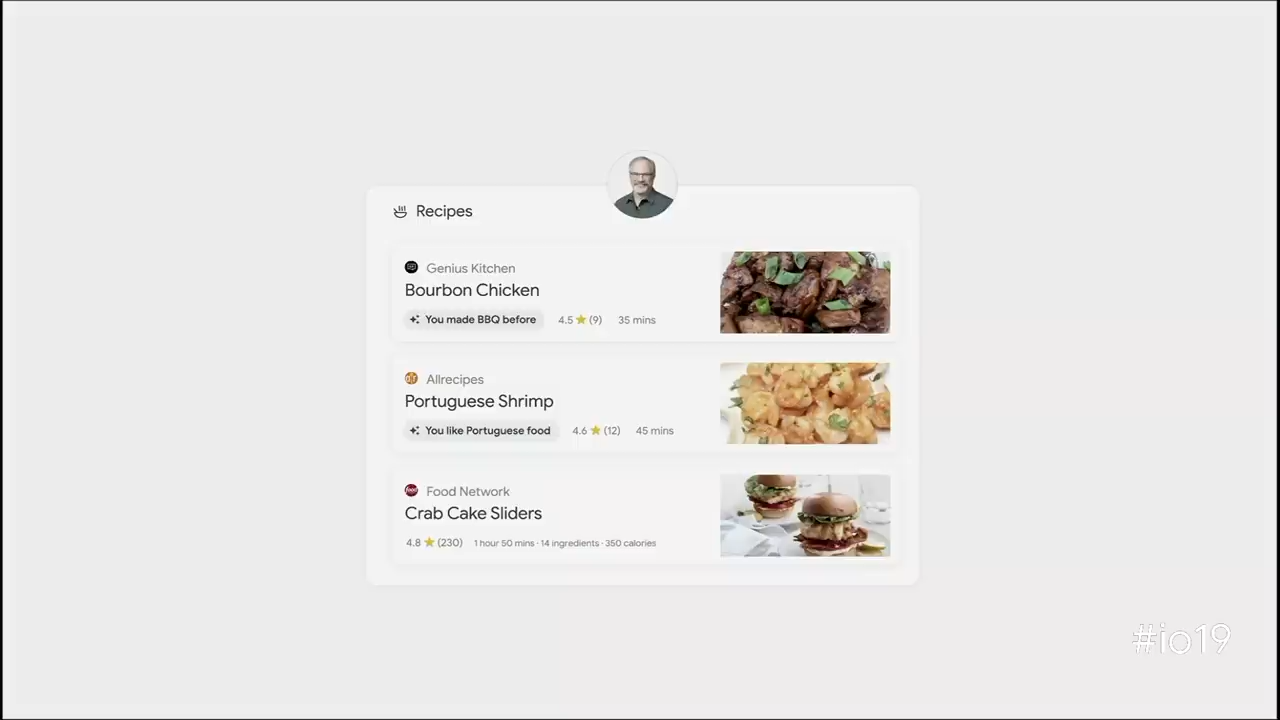 Recipes
Genius Kitchen
Bourbon Chicken
You made BBQ before 4.5 ★ (9) 35 mins
Allrecipes
Portuguese Shrimp
You like Portuguese food 4.6 ★ (12) 45 mins
food Food Network
Crab Cake Sliders
4.8 ★ (230) 1 hour 50 mins · 14 ingredients · 350 calories
#io19